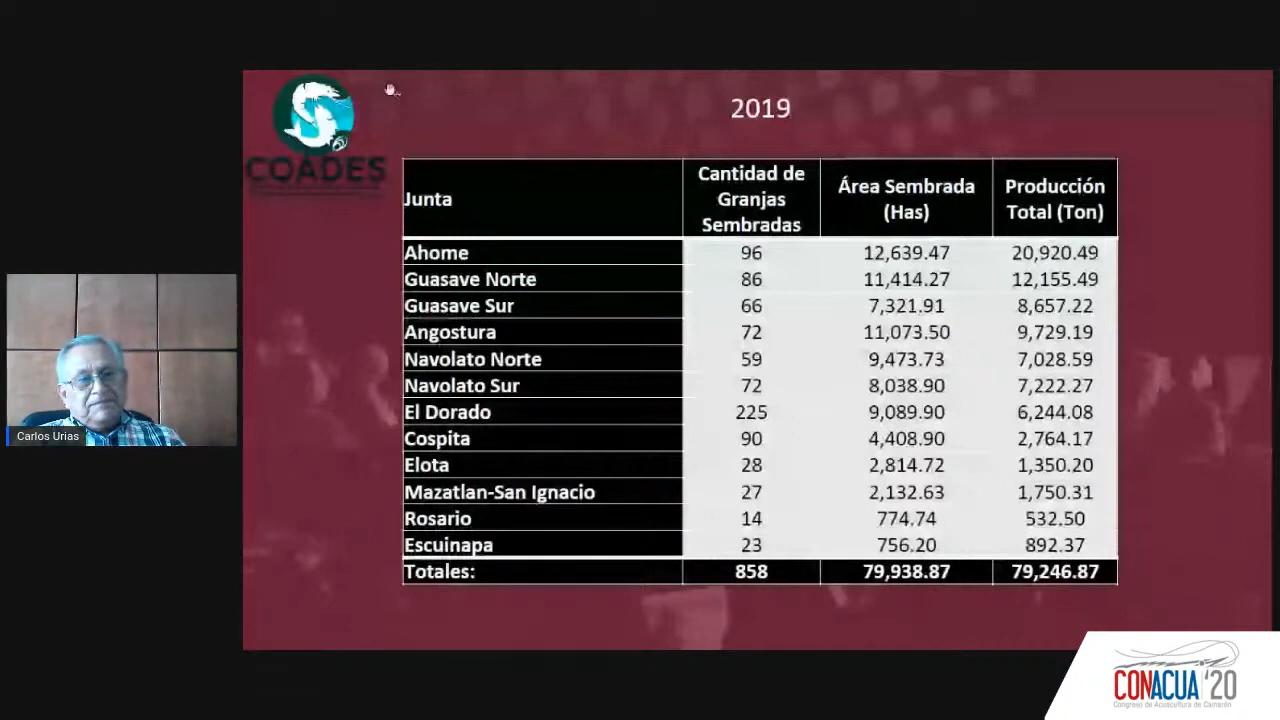 COADES
2019
Junta Cantidad de Granjas Sembradas Área Sembrada (Has) Producción Total (Ton)
Ahome 96 12,639.47 20,920.49
Guasave Norte 86 11,414.27 12,155.49
Guasave Sur 66 7,321.91 8,657.22
Angostura 72 11,073.50 9,729.19
Navolato Norte 59 9,473.73 7,028.59
Navolato Sur 72 8,038.90 7,222.27
El Dorado 225 9,089.90 6,244.08
Cospita 90 4,408.90 2,764.17
Elota 28 2,814.72 1,350.20
Mazatlan-San Ignacio 27 2,132.63 1,750.31
Rosario 14 774.74 532.50
Escuinapa 23 756.20 892.37
Totales: 858 79,938.87 79,246.87
Carlos Urias
CONACUA '20
Congreso de Acuacultura de Camarón